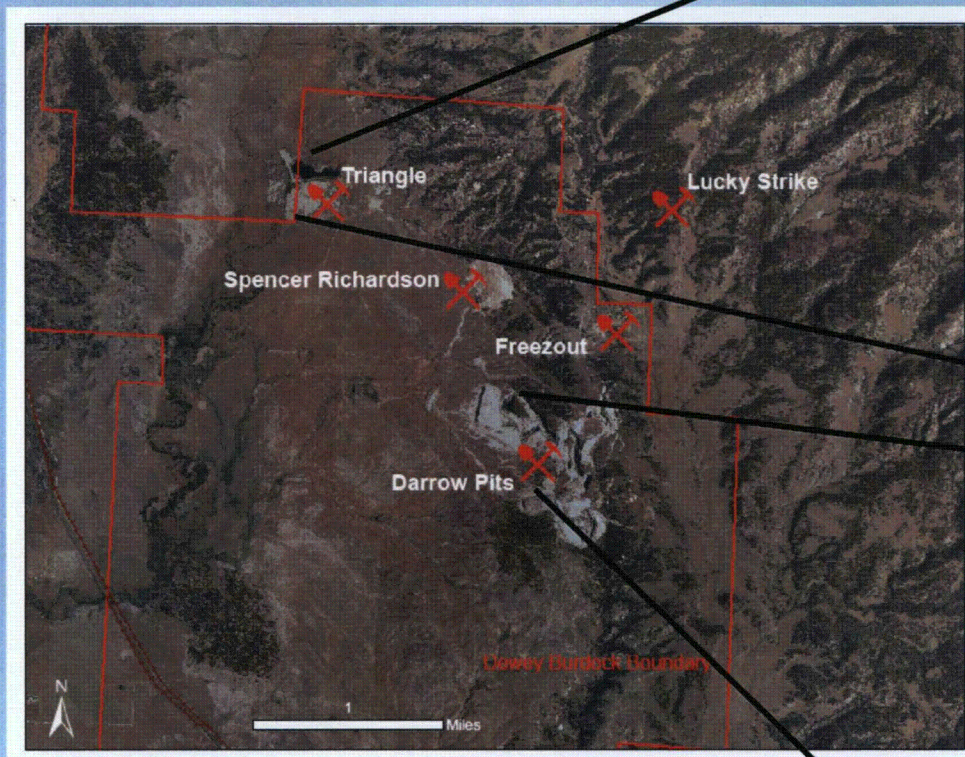 Triangle
Lucky Strike
Spencer Richardson
Freezout
Darrow Pits
Dewey Burdock Boundary
N
1
Miles